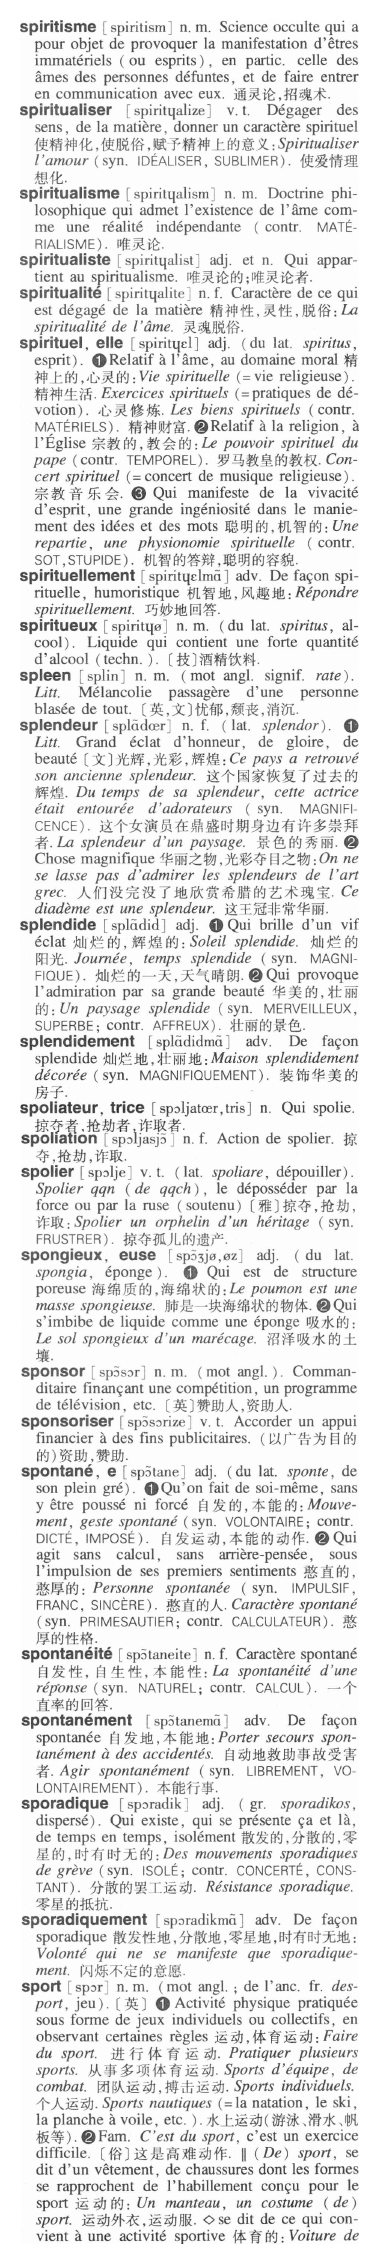 spiritisme [spiritism] n. m. Science occulte qui a
pour objet de provoquer la manifestation d'êtres
immatériels (ou esprits), en partic. celle des
âmes des personnes défuntes, et de faire entrer
en communication avec eux. 通灵论,招魂术.
spiritualiser [spiritɥalize] v. t. Dégager des
sens, de la matière, donner un caractère spirituel
使精神化,使脱俗,赋予精神上的意义:Spiritualiser
l'amour (syn. IDÉALISER, SUBLIMER). 使爱情理
想化.
spiritualisme [spiritɥalism] n. m. Doctrine phi-
losophique qui admet l'existence de l'âme com-
me une réalité indépendante (contr. MATÉ-
RIALISME). 唯灵论.
spiritualiste [spiritɥalist] adj. et n. Qui appar-
tient au spiritualisme. 唯灵论的;唯灵论者.
spiritualité [spiritɥalite] n. f. Caractère de ce qui
est dégagé de la matière 精神性,灵性,脱俗:La
spiritualité de l'âme. 灵魂脱俗.
spirituel, elle [spiritɥɛl] adj. (du lat. spiritus,
esprit). ❶Relatif à l'âme, au domaine moral 精
神上的,心灵的:Vie spirituelle (=vie religieuse).
精神生活. Exercices spirituels (=pratiques de dé-
votion). 心灵修炼. Les biens spirituels (contr.
MATÉRIELS). 精神财富. ❷Relatif à la religion, à
l'Église 宗教的,教会的:Le pouvoir spirituel du
pape (contr. TEMPOREL). 罗马教皇的教权. Con-
cert spirituel (=concert de musique religieuse).
宗教音乐会. ❸ Qui manifeste de la vivacité
d'esprit, une grande ingéniosité dans le manie-
ment des idées et des mots 聪明的,机智的:Une
repartie, une physionomie spirituelle (contr.
SOT,STUPIDE). 机智的答辩,聪明的容貌.
spirituellement [spiritɥɛlmɑ̃] adv. De façon spi-
rituelle, humoristique 机智地,风趣地:Répondre
spirituellement. 巧妙地回答.
spiritueux [spiritɥø] n. m. (du lat. spiritus, al-
cool). Liquide qui contient une forte quantité
d'alcool (techn.). 〔技〕酒精饮料.
spleen [splin] n. m. (mot angl. signif. rate).
Litt. Mélancolie passagère d'une personne
blasée de tout. 〔英,文〕忧郁,颓丧,消沉.
splendeur [splɑ̃dœr] n. f. (lat. splendor). ❶
Litt. Grand éclat d'honneur, de gloire, de
beauté〔文〕光辉,光彩,辉煌:Ce pays a retrouvé
son ancienne splendeur. 这个国家恢复了过去的
辉煌. Du temps de sa splendeur, cette actrice
était entourée d'adorateurs (syn. MAGNIFI-
CENCE). 这个女演员在鼎盛时期身边有许多崇拜
者. La splendeur d'un paysage. 景色的秀丽. ❷
Chose magnifique 华丽之物,光彩夺目之物:On ne
se lasse pas d'admirer les splendeurs de l'art
grec. 人们没完没了地欣赏希腊的艺术瑰宝. Ce
diadème est une splendeur. 这王冠非常华丽.
splendide [splɑ̃did] adj. ❶Qui brille d'un vif
éclat 灿烂的,辉煌的:Soleil splendide. 灿烂的
阳光. Journée, temps splendide (syn. MAGNI-
FIQUE). 灿烂的一天,天气晴朗. ❷Qui provoque
l'admiration par sa grande beauté 华美的,壮丽
的:Un paysage splendide (syn. MERVEILLEUX,
SUPERBE; contr. AFFREUX). 壮丽的景色.
splendidement [splɑ̃didmɑ̃] adv. De façon
splendide 灿烂地,壮丽地:Maison splendidement
décorée (syn. MAGNIFIQUEMENT). 装饰华美的
房子.
spoliateur, trice [spɔljatœr,tris] n. Qui spolie.
掠夺者,抢劫者,诈取者.
spoliation [spɔljasjɔ̃] n. f. Action de spolier. 掠
夺,抢劫,诈取.
spolier [spɔlje] v. t. (lat. spoliare, dépouiller).
Spolier qqn (de qqch), le déposséder par la
force ou par la ruse (soutenu)〔雅〕掠夺,抢劫,
诈取:Spolier un orphelin d'un héritage (syn.
FRUSTRER). 掠夺孤儿的遗产.
spongieux, euse [spɔ̃ʒjø,øz] adj. (du lat.
spongia, éponge). ❶ Qui est de structure
poreuse 海绵质的,海绵状的:Le poumon est une
masse spongieuse. 肺是一块海绵状的物体. ❷Qui
s'imbibe de liquide comme une éponge 吸水的:
Le sol spongieux d'un marécage. 沼泽吸水的土
壤.
sponsor [spɔ̃sɔr] n. m. (mot angl.). Comman-
ditaire finançant une compétition, un programme
de télévision, etc. 〔英〕赞助人,资助人.
sponsoriser [spɔ̃sɔrize] v. t. Accorder un appui
financier à des fins publicitaires. (以广告为目的
的)资助,赞助.
spontané, e [spɔ̃tane] adj. (du lat. sponte, de
son plein gré). ❶Qu'on fait de soi-même, sans
y être poussé ni forcé 自发的,本能的:Mouve-
ment, geste spontané (syn. VOLONTAIRE; contr.
DICTÉ, IMPOSÉ). 自发运动,本能的动作. ❷Qui
agit sans calcul, sans arrière-pensée, sous
l'impulsion de ses premiers sentiments 憨直的,
憨厚的: Personne spontanée (syn. IMPULSIF,
FRANC, SINCÈRE). 憨直的人. Caractère spontané
(syn. PRIMESAUTIER; contr. CALCULATEUR). 憨
厚的性格.
spontanéité [spɔ̃taneite] n. f. Caractère spontané
自发性,自生性,本能性:La spontanéité d'une
réponse (syn. NATUREL; contr. CALCUL). 一个
直率的回答.
spontanément [spɔ̃tanemɑ̃] adv. De façon
spontanée 自发地,本能地:Porter secours spon-
tanément à des accidentés. 自动地救助事故受害
者. Agir spontanément (syn. LIBREMENT, VO-
LONTAIREMENT). 本能行事.
sporadique [spɔradik] adj. (gr. sporadikos,
dispersé). Qui existe, qui se présente ça et là,
de temps en temps, isolément 散发的,分散的,零
星的,时有时无的:Des mouvements sporadiques
de grève (syn. ISOLÉ; contr. CONCERTÉ, CONS-
TANT). 分散的罢工运动. Résistance sporadique.
零星的抵抗.
sporadiquement [spɔradikmɑ̃] adv. De façon
sporadique 散发性地,分散地,零星地,时有时无地:
Volonté qui ne se manifeste que sporadique-
ment. 闪烁不定的意愿.
sport [spɔr] n. m. (mot angl. ; de l'anc. fr. des-
port, jeu).〔英〕❶ Activité physique pratiquée
sous forme de jeux individuels ou collectifs, en
observant certaines règles 运动,体育运动:Faire
du sport. 进行体育运动. Pratiquer plusieurs
sports. 从事多项体育运动. Sports d'équipe, de
combat. 团队运动,搏击运动. Sports individuels.
个人运动. Sports nautiques (=la natation, le ski,
la planche à voile, etc.). 水上运动(游泳、滑水、帆
板等). ❷Fam. C'est du sport, c'est un exercice
difficile. 〔俗〕这是高难动作. ‖ (De) sport, se
dit d'un vêtement, de chaussures dont les formes
se rapprochent de l'habillement conçu pour le
sport 运动的: Un manteau, un costume (de)
sport. 运动外衣,运动服. ◇se dit de ce qui con-
vient à une activité sportive 体育的:Voiture de